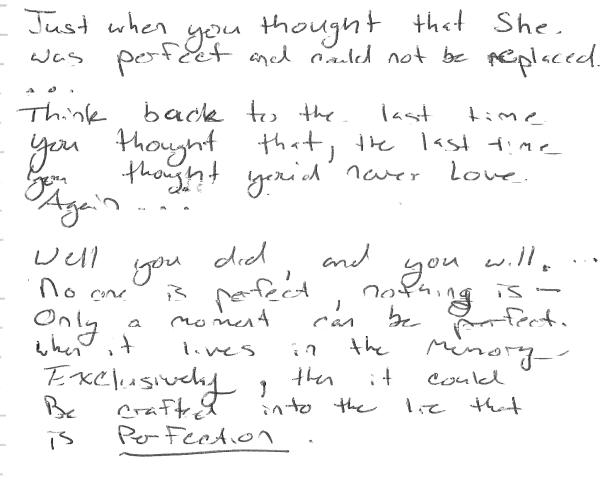 Just when you thought that She.
was perfect and could not be replaced.
...
Think back to the last time
you thought that, the last time
you thought you'd never Love.
Again....
Well you did, and you will....
No one is perfect, nothing is —
Only a moment can be perfect.
when it lives in the Memory
Exclusively, then it could
Be crafted into the lie that
is Perfection.